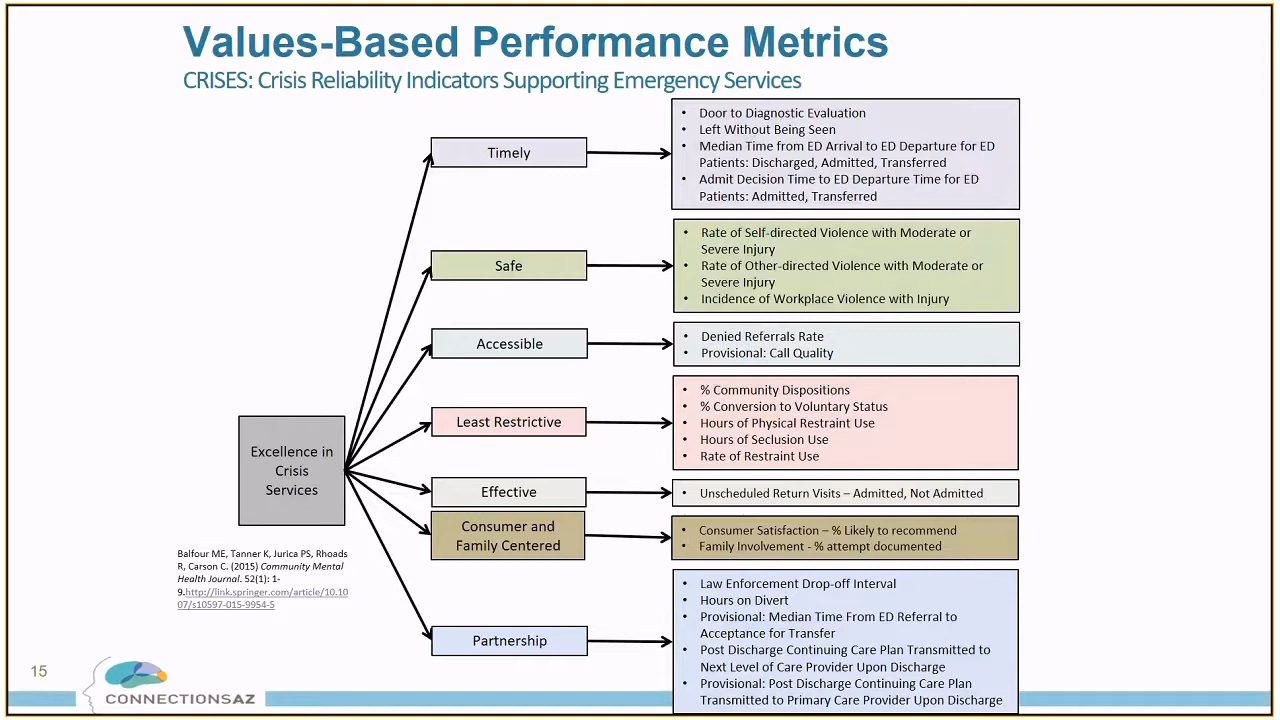 Values-Based Performance Metrics
CRISES: Crisis Reliability Indicators Supporting Emergency Services
Timely
• Door to Diagnostic Evaluation
• Left Without Being Seen
• Median Time from ED Arrival to ED Departure for ED
Patients: Discharged, Admitted, Transferred
• Admit Decision Time to ED Departure Time for ED
Patients: Admitted, Transferred
Safe
• Rate of Self-directed Violence with Moderate or
Severe Injury
• Rate of Other-directed Violence with Moderate or
Severe Injury
• Incidence of Workplace Violence with Injury
Accessible
• Denied Referrals Rate
• Provisional: Call Quality
Least Restrictive
• % Community Dispositions
• % Conversion to Voluntary Status
• Hours of Physical Restraint Use
• Hours of Seclusion Use
• Rate of Restraint Use
Excellence in
Crisis
Services
Effective
• Unscheduled Return Visits – Admitted, Not Admitted
Consumer and
Family Centered
• Consumer Satisfaction – % Likely to recommend
• Family Involvement - % attempt documented
Balfour ME, Tanner K, Jurica PS, Rhoads
R, Carson C. (2015) Community Mental
Health Journal. 52(1): 1-
9.http://link.springer.com/article/10.10
07/s10597-015-9954-5
Partnership
• Law Enforcement Drop-off Interval
• Hours on Divert
• Provisional: Median Time From ED Referral to
Acceptance for Transfer
• Post Discharge Continuing Care Plan Transmitted to
Next Level of Care Provider Upon Discharge
• Provisional: Post Discharge Continuing Care Plan
Transmitted to Primary Care Provider Upon Discharge
15
CONNECTIONSAZ